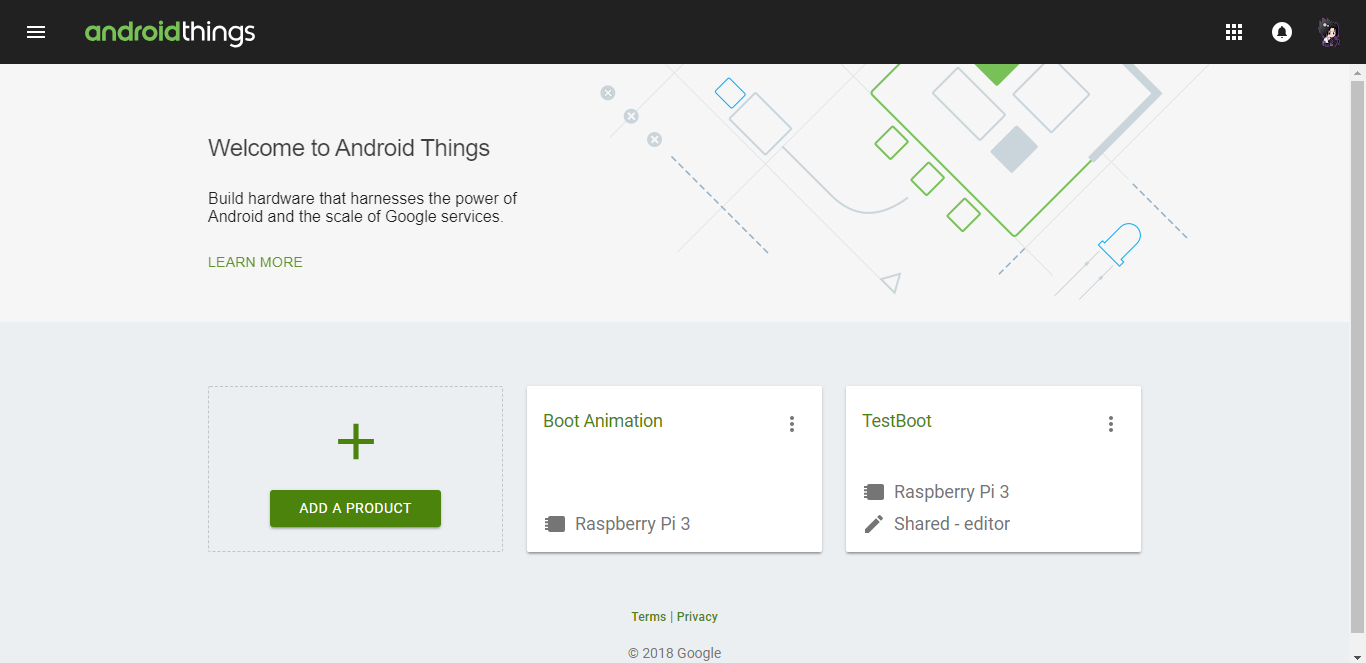 androidthings
Welcome to Android Things
Build hardware that harnesses the power of
Android and the scale of Google services.
LEARN MORE
ADD A PRODUCT
Boot Animation
Raspberry Pi 3
TestBoot
Raspberry Pi 3
Shared - editor
Terms | Privacy
© 2018 Google